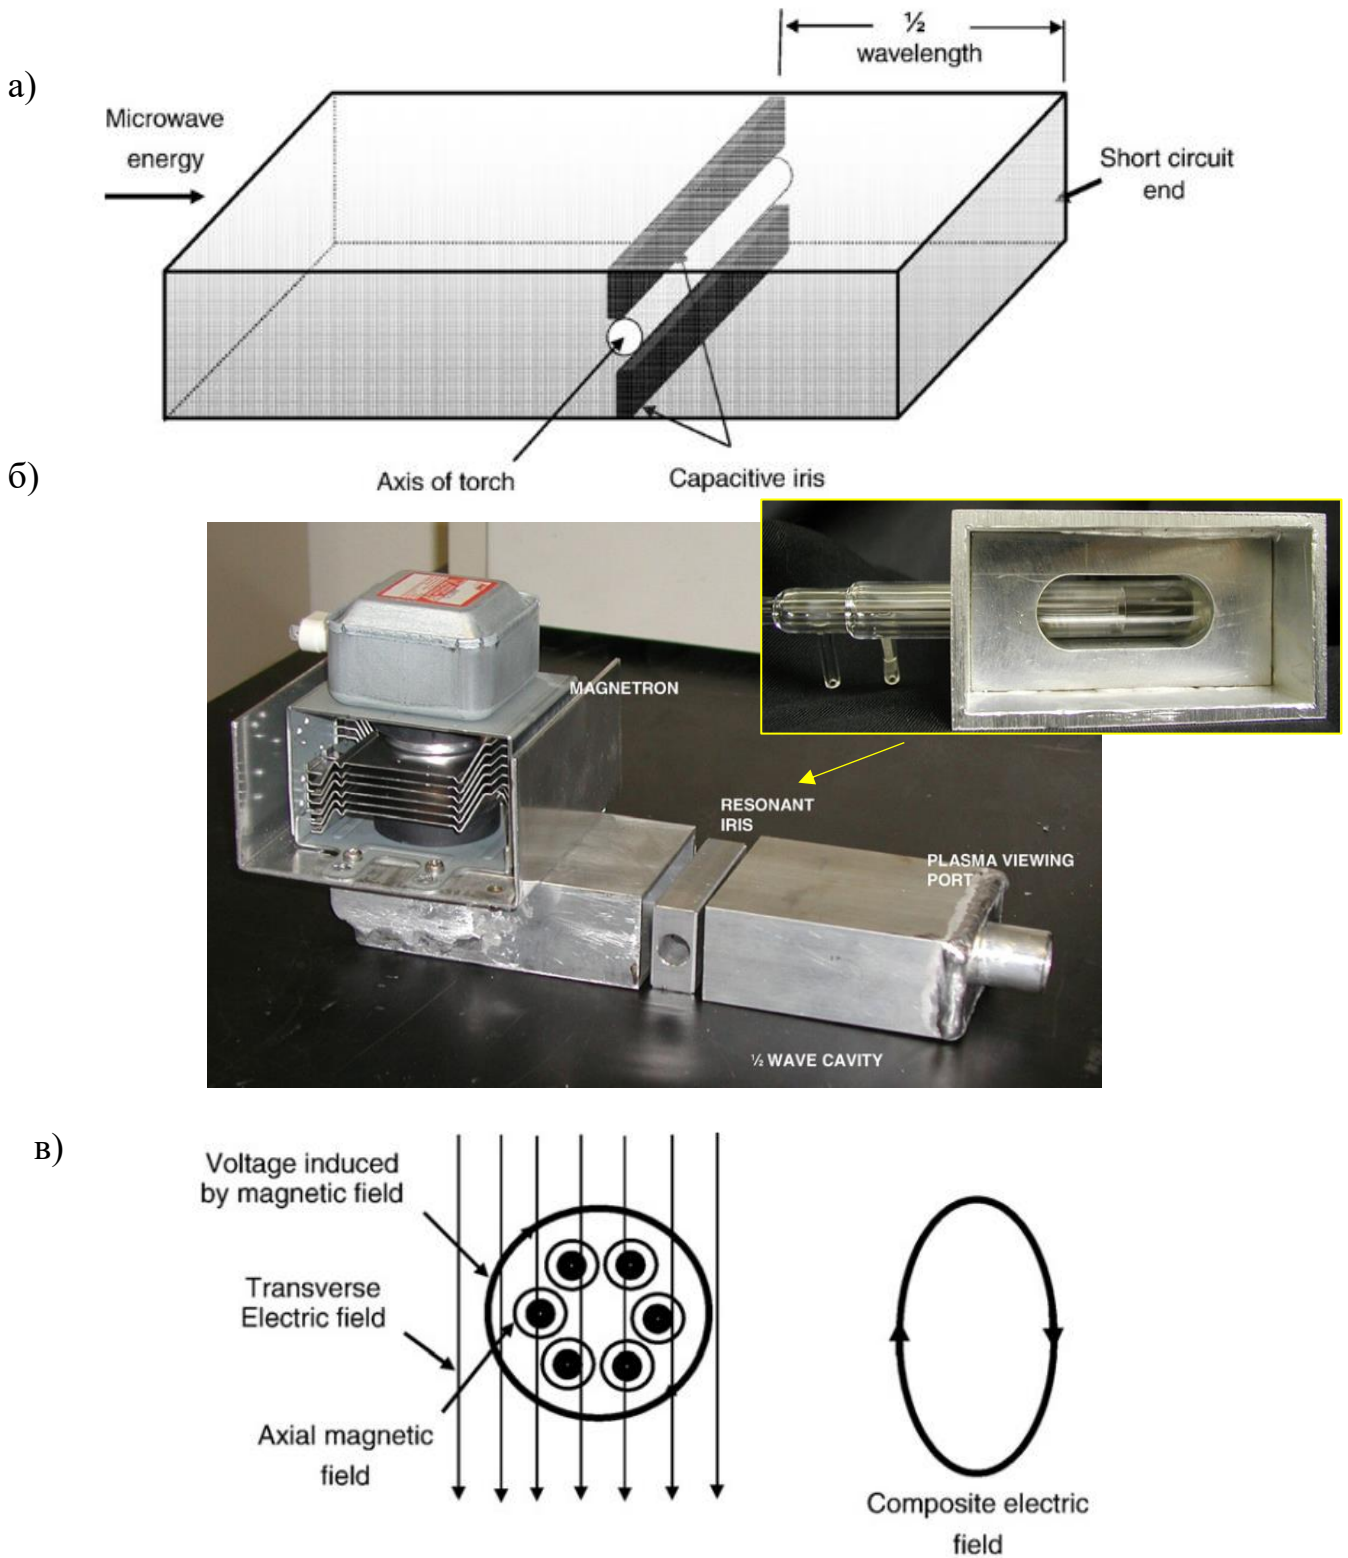 ½
wavelength
а)
Microwave
energy
Short circuit
end
б)
Axis of torch
Capacitive iris
MAGNETRON
RESONANT
IRIS
PLASMA VIEWING
PORT
½ WAVE CAVITY
в)
Voltage induced
by magnetic field
Transverse
Electric field
Axial magnetic
field
Composite electric
field